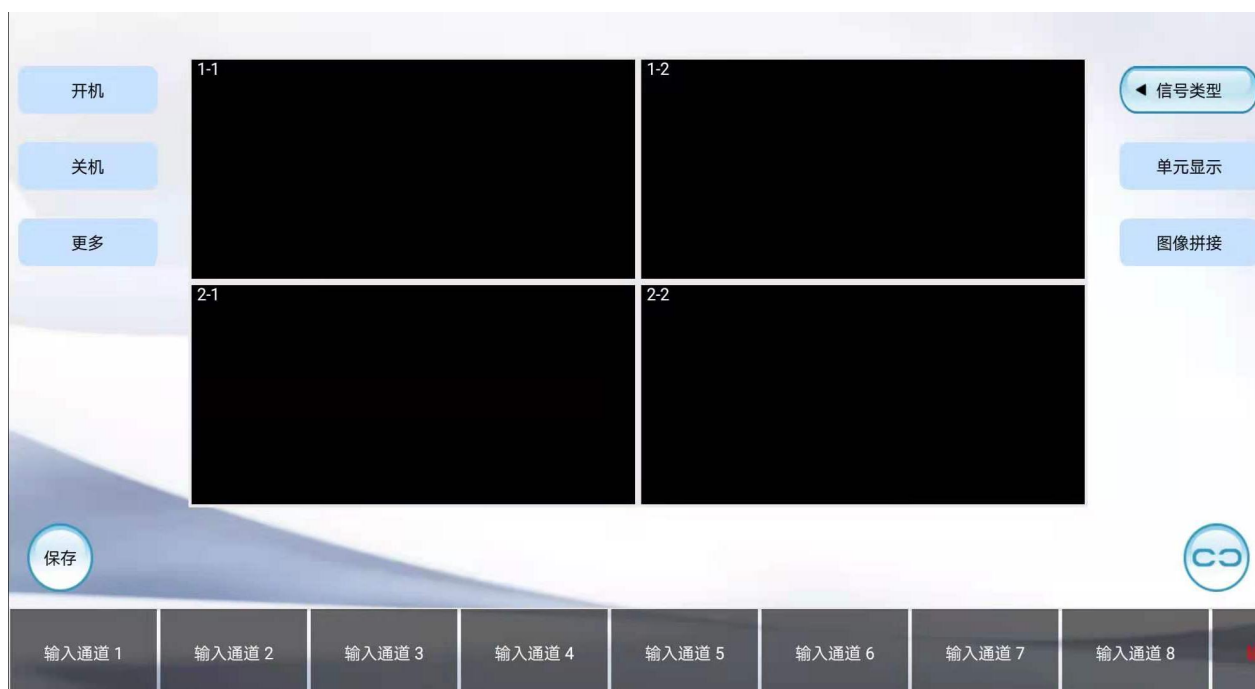 1-1
1-2
开机
◀ 信号类型
关机
单元显示
更多
图像拼接
2-1
2-2
保存
输入通道 1
输入通道 2
输入通道 3
输入通道 4
输入通道 5
输入通道 6
输入通道 7
输入通道 8